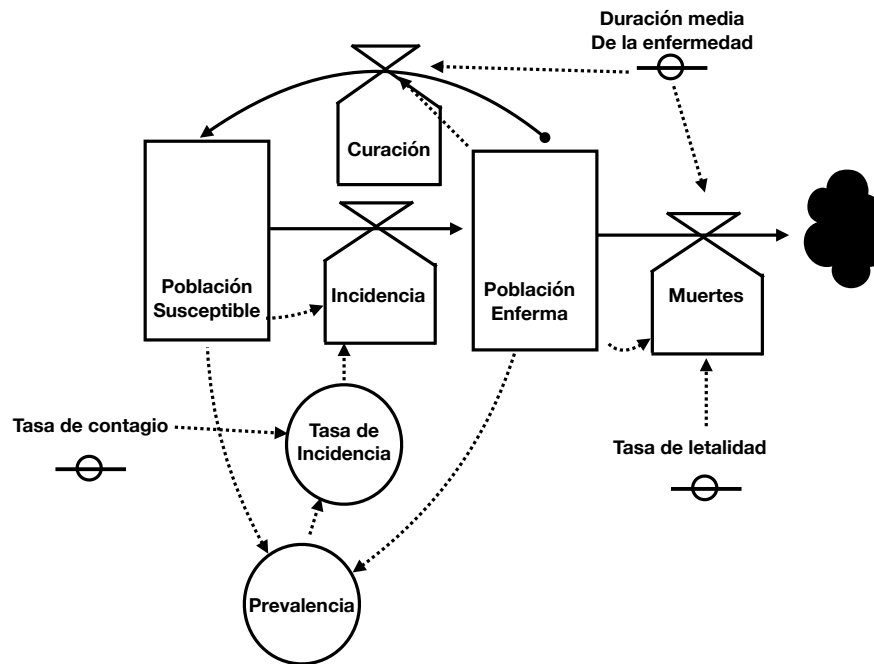 Duración media
De la enfermedad
Curación
Población
Susceptible
Incidencia
Población
Enferma
Muertes
Tasa de contagio
Tasa de
Incidencia
Tasa de letalidad
Prevalencia